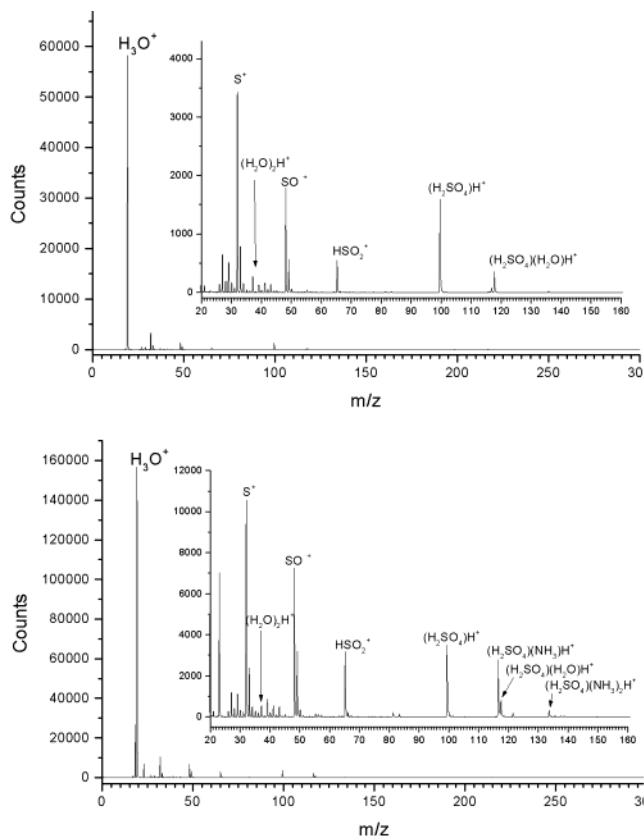 H₃O⁺
60000
50000
40000
30000
20000
10000
0
Counts
0 50 100 150 200 250 30
m/z
4000
3000
2000
1000
0
S⁺
(H₂O)₂H⁺
SO⁺
HSO₂⁺
(H₂SO₄)H⁺
(H₂SO₄)(H₂O)H⁺
20 30 40 50 60 70 80 90 100 110 120 130 140 150 160
H₃O⁺
160000
140000
120000
100000
80000
60000
40000
20000
0
Counts
0 50 100 150 200 250 300
m/z
12000
10000
8000
6000
4000
2000
0
S⁺
(H₂O)₂H⁺
SO⁺
HSO₂⁺
(H₂SO₄)H⁺
(H₂SO₄)(NH₃)H⁺
(H₂SO₄)(H₂O)H⁺
(H₂SO₄)(NH₃)₂H⁺
20 30 40 50 60 70 80 90 100 110 120 130 140 150 160